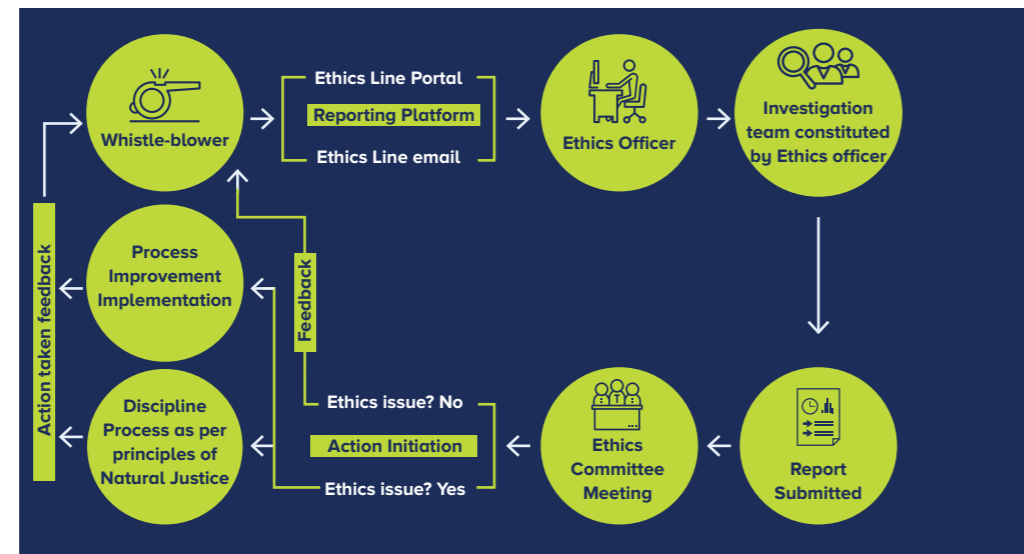 Whistle-blower
Ethics Line Portal
Reporting Platform
Ethics Line email
Ethics Officer
Investigation
team constituted
by Ethics officer
Action taken feedback
Process
Improvement
Implementation
Feedback
Discipline
Process as per
principles of
Natural Justice
Ethics issue? No
Action Initiation
Ethics issue? Yes
Ethics
Committee
Meeting
Report
Submitted